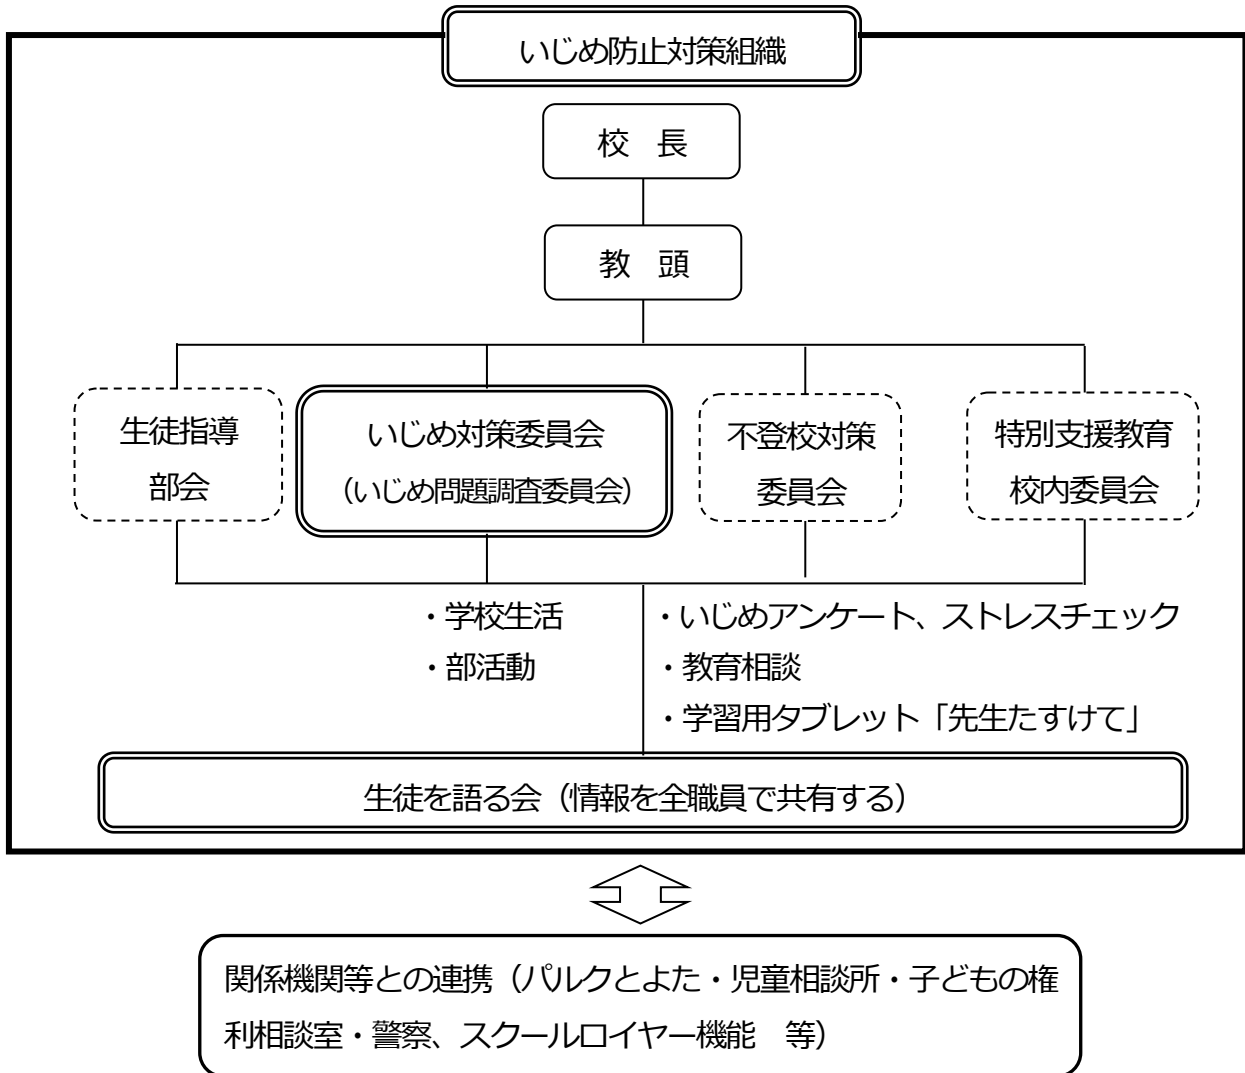 いじめ防止対策組織
校　長
教　頭
生徒指導
部会
いじめ対策委員会
（いじめ問題調査委員会）
不登校対策
委員会
特別支援教育
校内委員会
・学校生活
・部活動
・いじめアンケート、ストレスチェック
・教育相談
・学習用タブレット「先生たすけて」
生徒を語る会（情報を全職員で共有する）
関係機関等との連携（パルクとよた・児童相談所・子どもの権
利相談室・警察、スクールロイヤー機能　等）